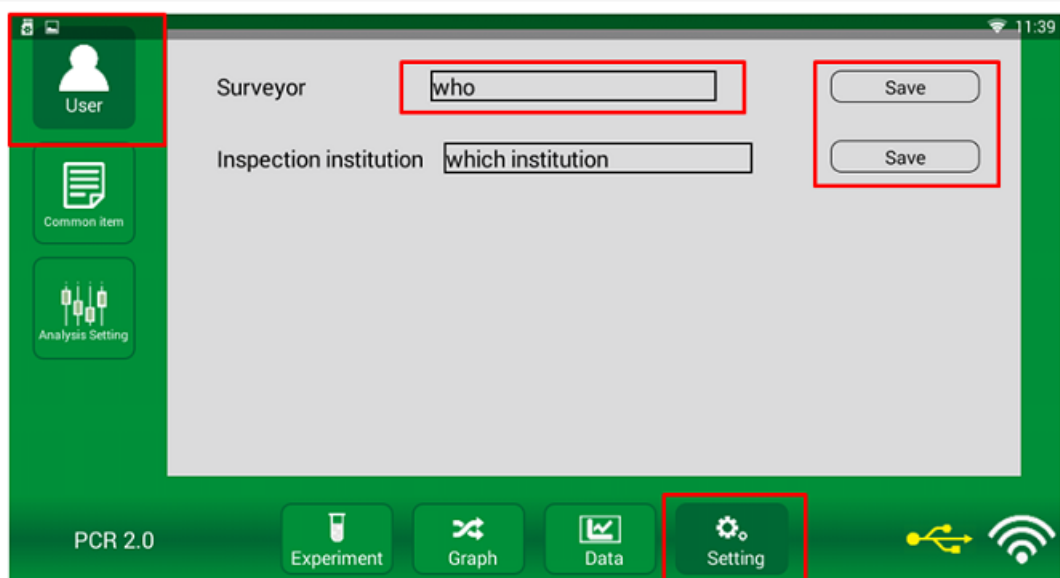 11:39
User
Surveyor
who
Save
Inspection institution
which institution
Save
Common item
Analysis Setting
PCR 2.0
Experiment
Graph
Data
Setting